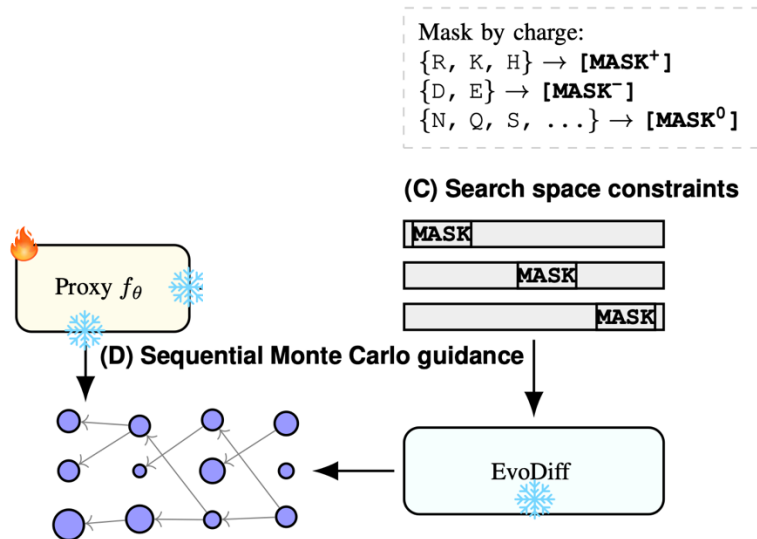 Mask by charge:
{R, K, H} → [MASK⁺]
{D, E} → [MASK⁻]
{N, Q, S, ...} → [MASK⁰]
(C) Search space constraints
MASK
MASK
MASK
Proxy f_θ
(D) Sequential Monte Carlo guidance
EvoDiff